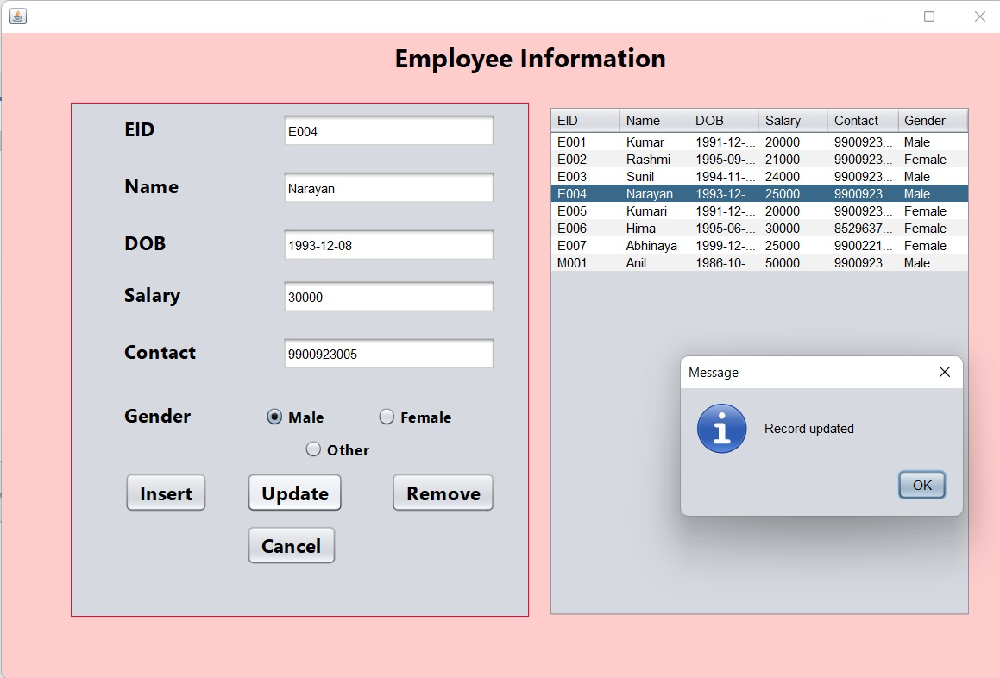 Employee Information
EID E004
Name Narayan
DOB 1993-12-08
Salary 30000
Contact 9900923005
Gender Male Female
Other
Insert Update Remove
Cancel
EID Name DOB Salary Contact Gender
E001 Kumar 1991-12-... 20000 9900923... Male
E002 Rashmi 1995-09-... 21000 9900923... Female
E003 Sunil 1994-11-... 24000 9900923... Male
E004 Narayan 1993-12-... 25000 9900923... Male
E005 Kumari 1991-12-... 20000 9900923... Female
E006 Hima 1995-06-... 30000 8529637... Female
E007 Abhinaya 1999-12-... 25000 9900221... Female
M001 Anil 1986-10-... 50000 9900923... Male
Message
Record updated
OK